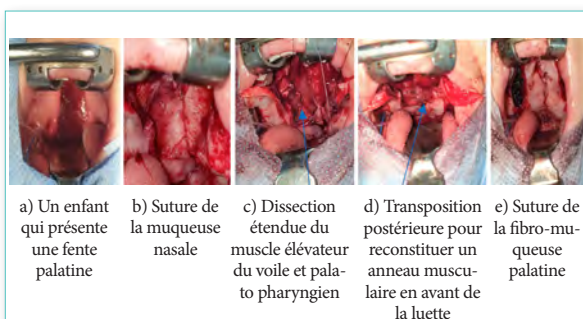 a) Un enfant
qui présente
une fente
palatine
b) Suture de
la muqueuse
nasale
c) Dissection
étendue du
muscle élévateur
du voile et pala-
to pharyngien
d) Transposition
postérieure pour
reconstituer un
anneau muscu-
laire en avant de
la luette
e) Suture de
la fibro-mu-
queuse
palatine